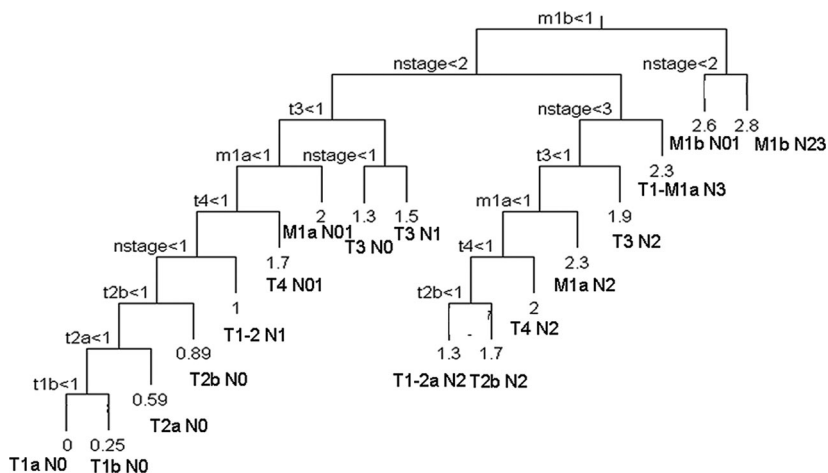 m1b<1
nstage<2
nstage<2
t3<1
nstage<3
2.6
2.8
M1b N01
M1b N23
m1a<1
nstage<1
t3<1
2.3
T1-M1a N3
t4<1
2
M1a N01
1.3
T3 N0
1.5
T3 N1
m1a<1
1.9
T3 N2
nstage<1
1.7
T4 N01
t4<1
2.3
M1a N2
t2b<1
1
T1-2 N1
t2b<1
2
T4 N2
t2a<1
0.89
T2b N0
1.3
1.7
T1-2a N2
T2b N2
t1b<1
0.59
T2a N0
0
0.25
T1a N0
T1b N0